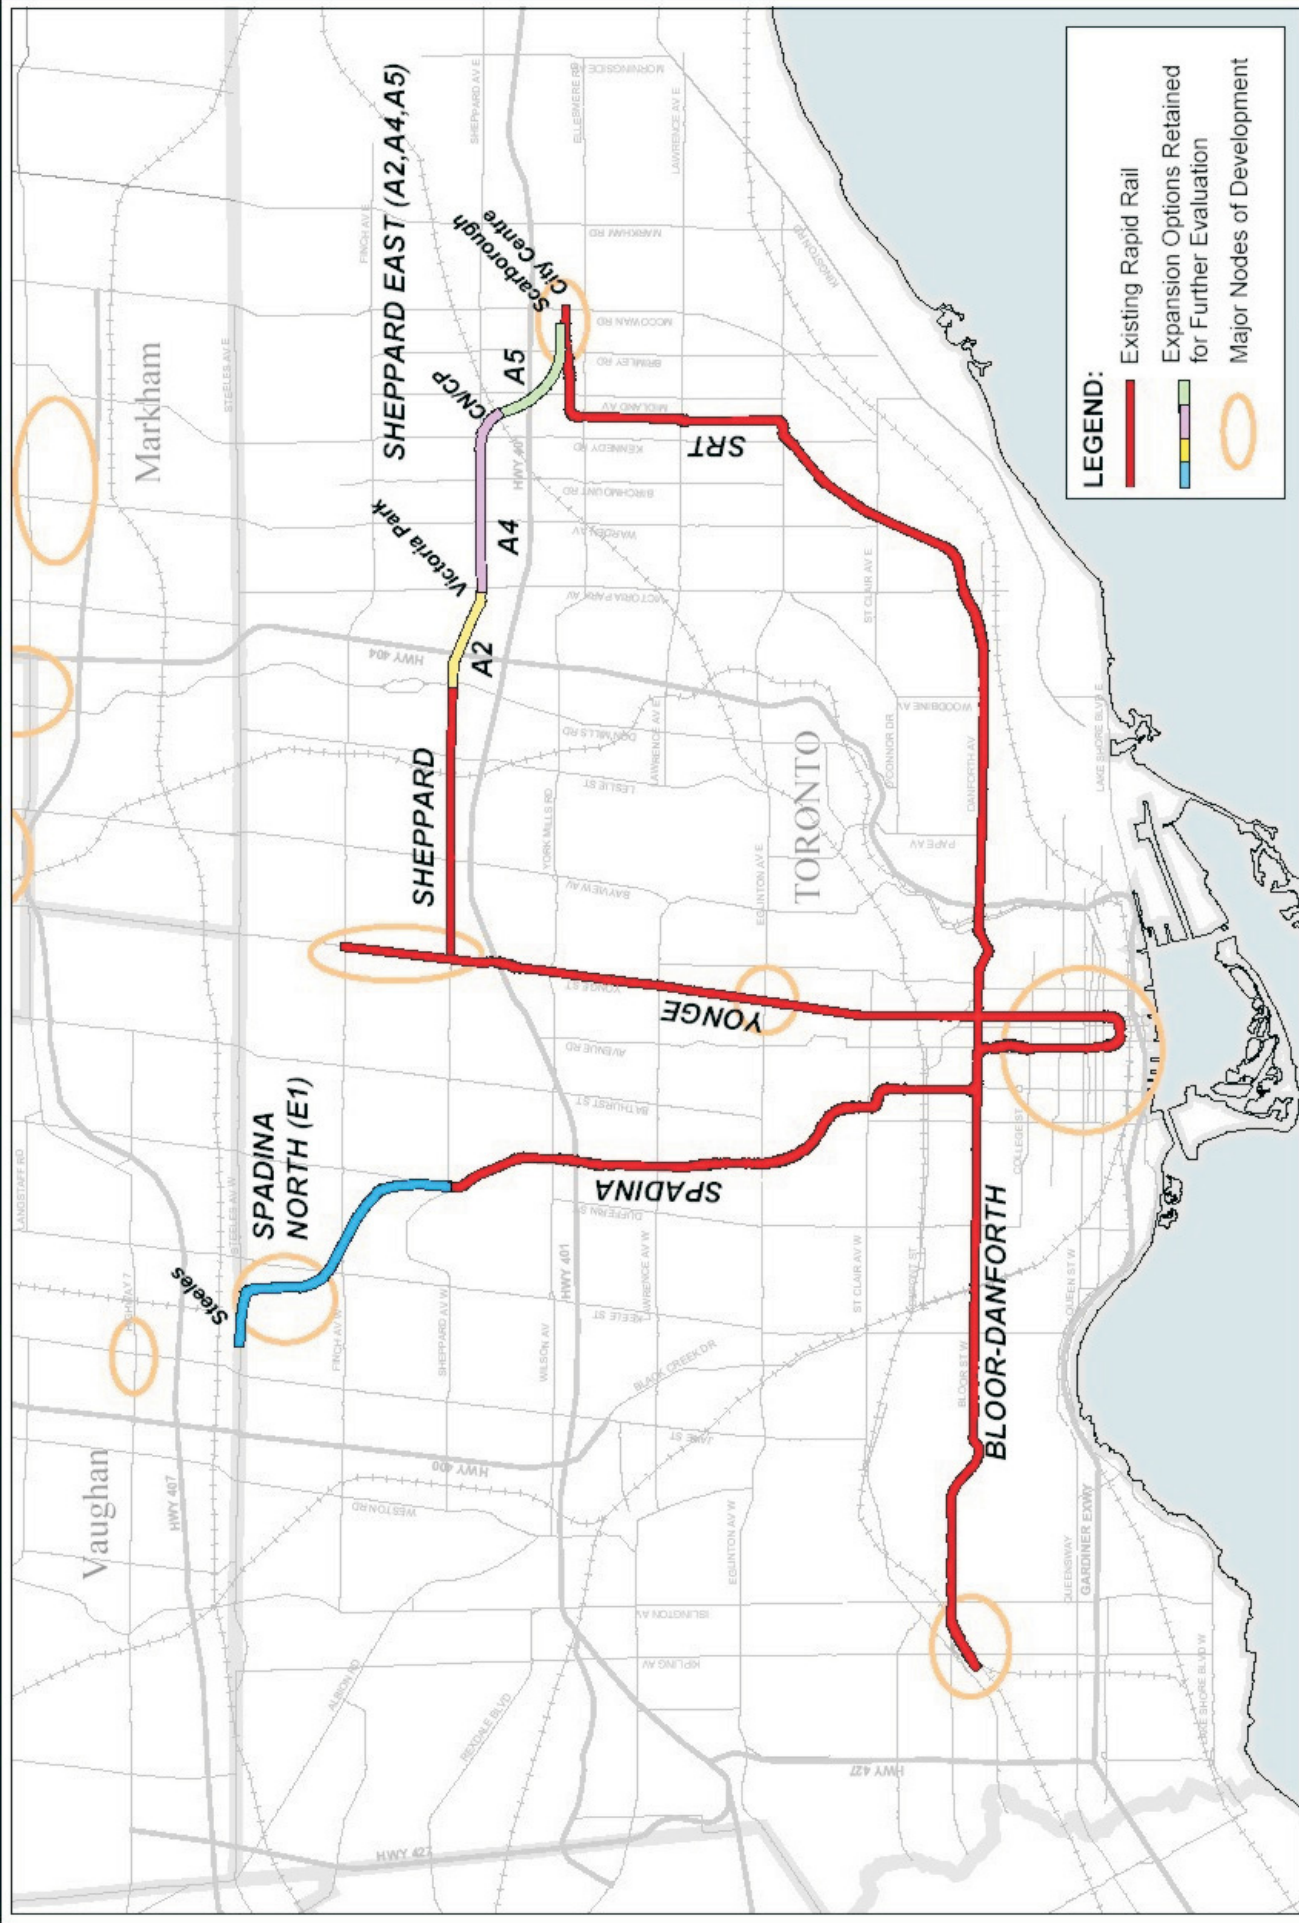 LEGEND:
Existing Rapid Rail
Expansion Options Retained
for Further Evaluation
Major Nodes of Development
Vaughan
Markham
TORONTO
SPADINA
NORTH (E1)
Steeles
SHEPPARD EAST (A2,A4,A5)
SHEPPARD
A2
Victoria Park
A4
CN/CP
A5
Scarborough
City Centre
SRT
YONGE
SPADINA
BLOOR-DANFORTH
LANGSTAFF RD
HIGHWAY 7
HWY 407
STEELES AV W
STEELES AV E
FINCH AV W
FINCH AV E
SHEPPARD AV W
SHEPPARD AV E
WILSON AV
YORK MILLS RD
ELLESMERE RD
HWY 401
HWY 401
LAWRENCE AV W
LAWRENCE AV E
LAWRENCE AV E
EGLINTON AV W
EGLINTON AV E
ST CLAIR AV W
ST CLAIR AV E
BLOOR ST W
DANFORTH AV
COLLEGE ST
QUEEN ST W
QUEENSWAY
GARDINER EXWY
LAKE SHORE BLVD W
LAKE SHORE BLVD E
HWY 427
HWY 427
ALBION RD
REXDALE BLVD
KIPLING AV
ISLINGTON AV
WESTON RD
HWY 400
JANE ST
BLACK CREEK DR
KEELE ST
DUFFERIN ST
BATHURST ST
AVENUE RD
YONGE ST
BAYVIEW AV
LESLIE ST
DON MILLS RD
HWY 404
PAPE AV
O'CONNOR DR
WOODBINE AV
VICTORIA PARK AV
WARDEN AV
BIRCHMOUNT RD
KENNEDY RD
MIDLAND AV
BRIMLEY RD
MCCOWAN RD
MARKHAM RD
MORNINGSIDE AV
KINGSTON RD